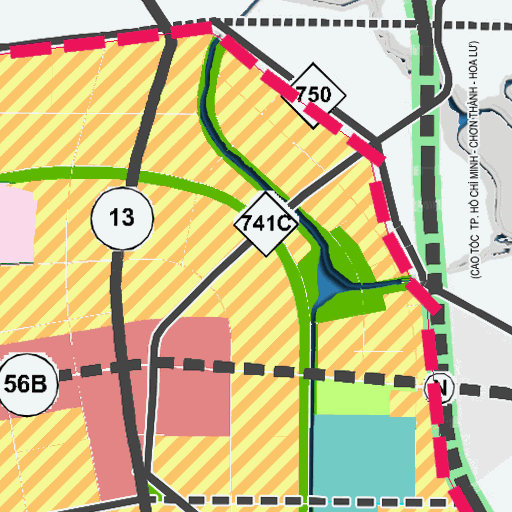 750
13
741C
56B
N
(CAO TỐC TP. HỒ CHÍ MINH - CHƠN THÀNH - HOA LƯ)